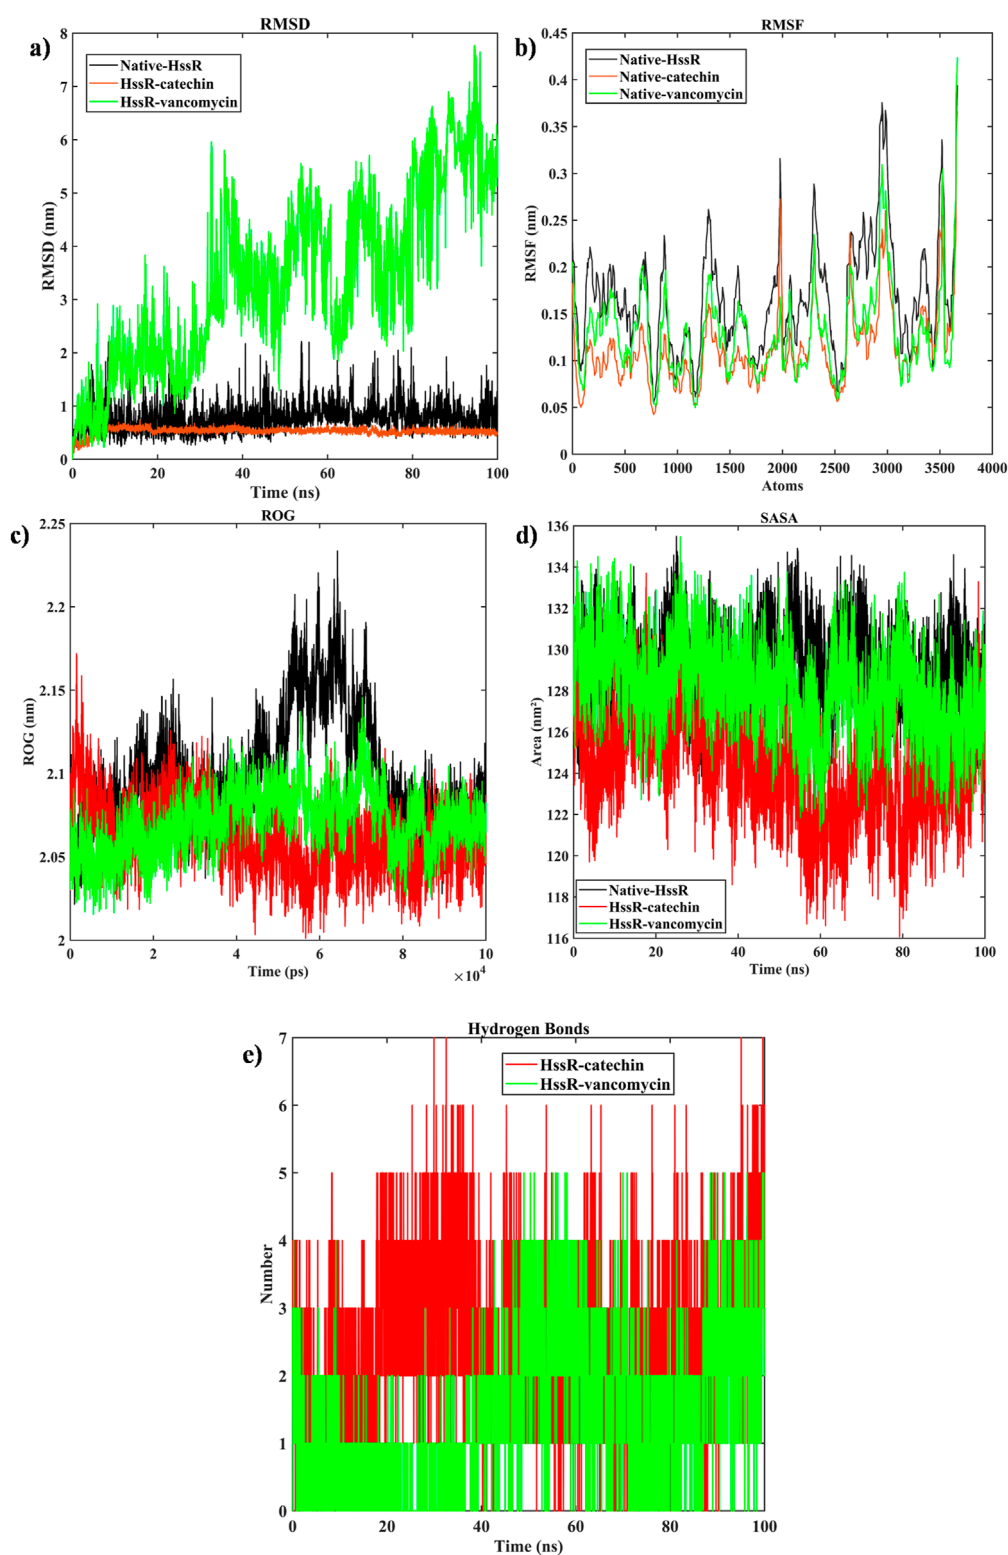 a)
RMSD
8
7
6
5
4
3
2
1
0
RMSD (nm)
Native-HssR
HssR-catechin
HssR-vancomycin
0 20 40 60 80 100
Time (ns)
b)
RMSF
0.45
0.4
0.35
0.3
0.25
0.2
0.15
0.1
0.05
0
RMSF (nm)
Native-HssR
Native-catechin
Native-vancomycin
0 500 1000 1500 2000 2500 3000 3500 4000
Atoms
c)
ROG
2.25
2.2
2.15
2.1
2.05
2
ROG (nm)
0 2 4 6 8 10
Time (ps)
×10⁴
d)
SASA
136
134
132
130
128
126
124
122
120
118
116
Area (nm²)
Native-HssR
HssR-catechin
HssR-vancomycin
0 20 40 60 80 100
Time (ns)
e)
Hydrogen Bonds
7
6
5
4
3
2
1
0
Number
HssR-catechin
HssR-vancomycin
0 20 40 60 80 100
Time (ns)